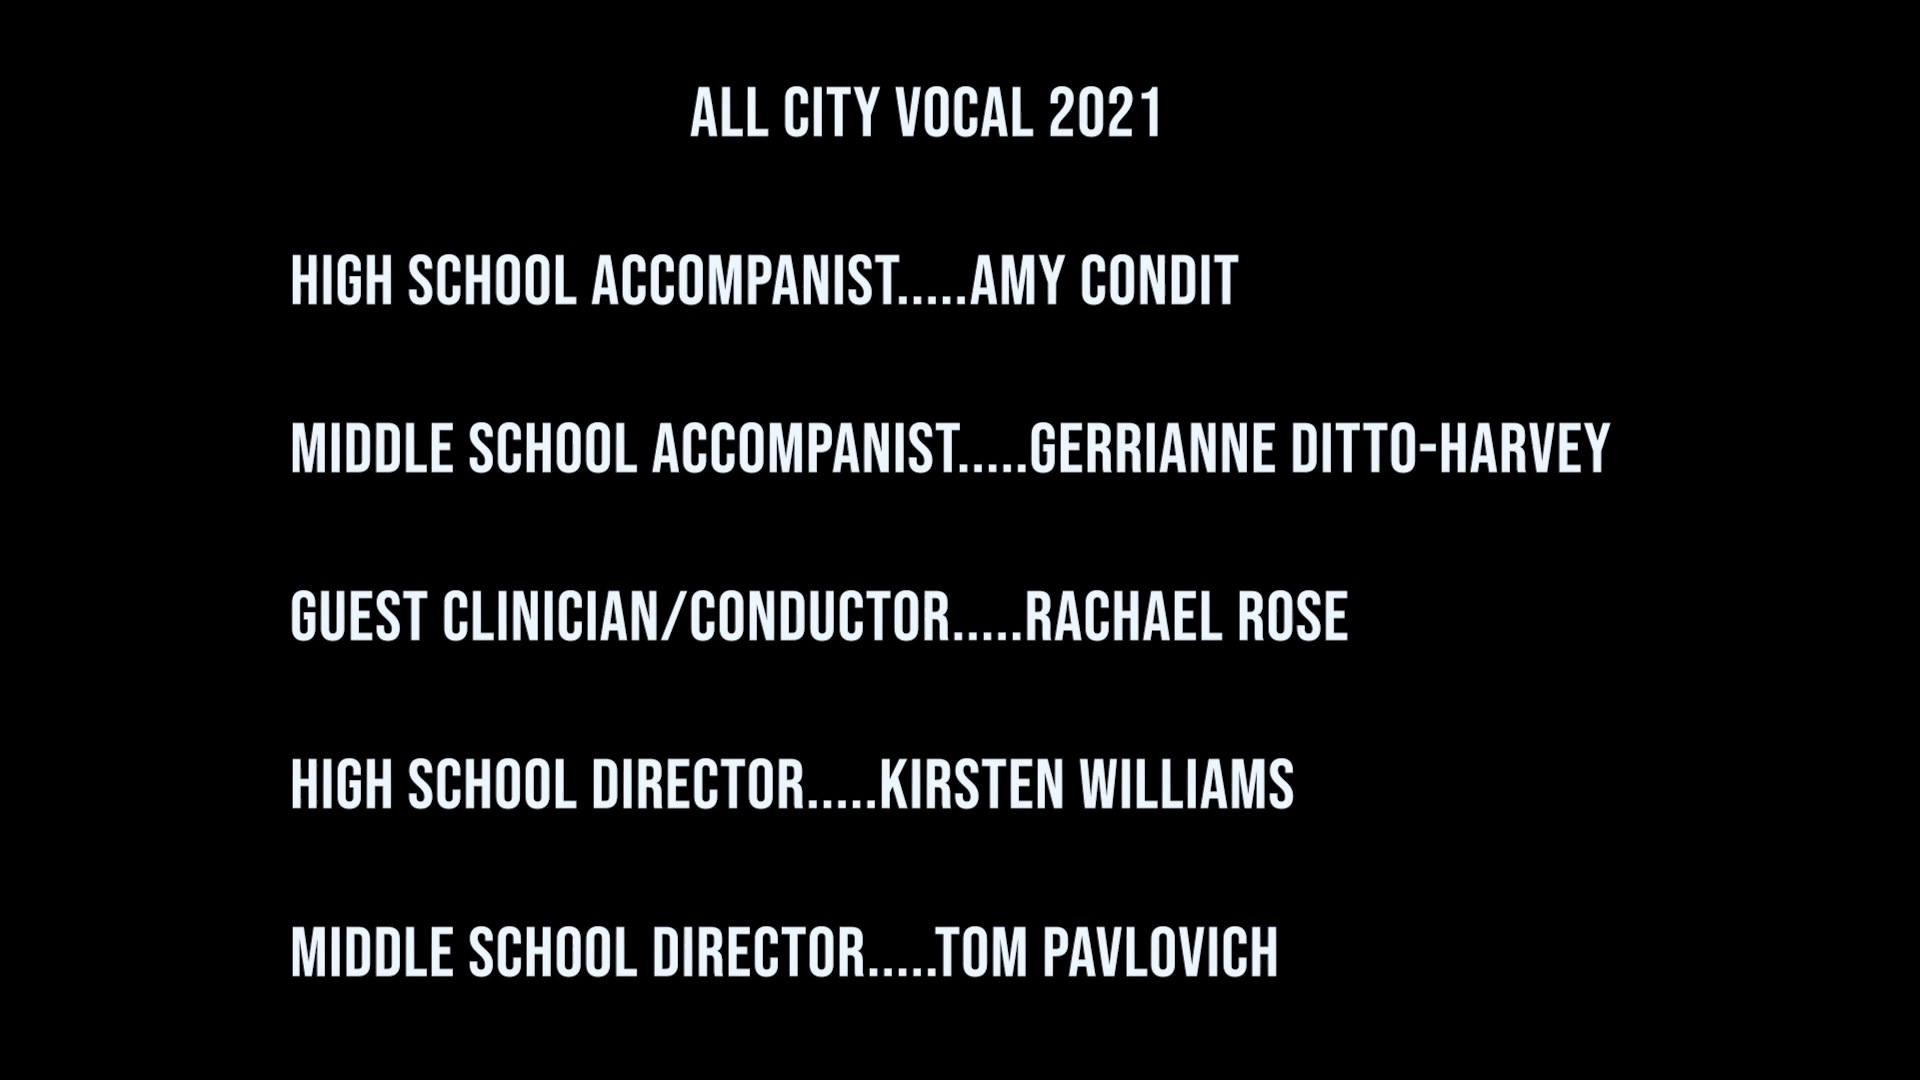 ALL CITY VOCAL 2021
HIGH SCHOOL ACCOMPANIST.....AMY CONDIT
MIDDLE SCHOOL ACCOMPANIST.....GERRIANNE DITTO-HARVEY
GUEST CLINICIAN/CONDUCTOR.....RACHAEL ROSE
HIGH SCHOOL DIRECTOR.....KIRSTEN WILLIAMS
MIDDLE SCHOOL DIRECTOR.....TOM PAVLOVICH